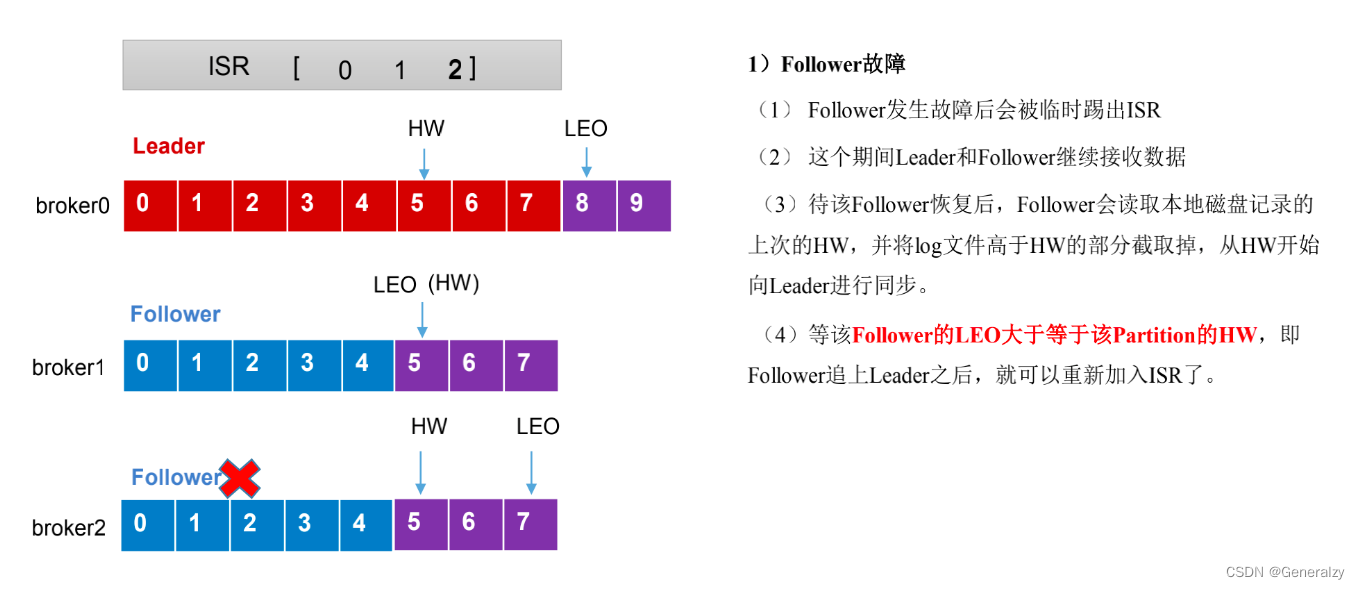 ISR [ 0 1 2 ]
HW LEO
Leader
broker0 0 1 2 3 4 5 6 7 8 9
LEO (HW)
Follower
broker1 0 1 2 3 4 5 6 7
HW LEO
Follower
broker2 0 1 2 3 4 5 6 7
1）Follower故障
（1） Follower发生故障后会被临时踢出ISR
（2） 这个期间Leader和Follower继续接收数据
（3）待该Follower恢复后，Follower会读取本地磁盘记录的
上次的HW，并将log文件高于HW的部分截取掉，从HW开始
向Leader进行同步。
（4）等该Follower的LEO大于等于该Partition的HW，即
Follower追上Leader之后，就可以重新加入ISR了。
CSDN @Generalzy